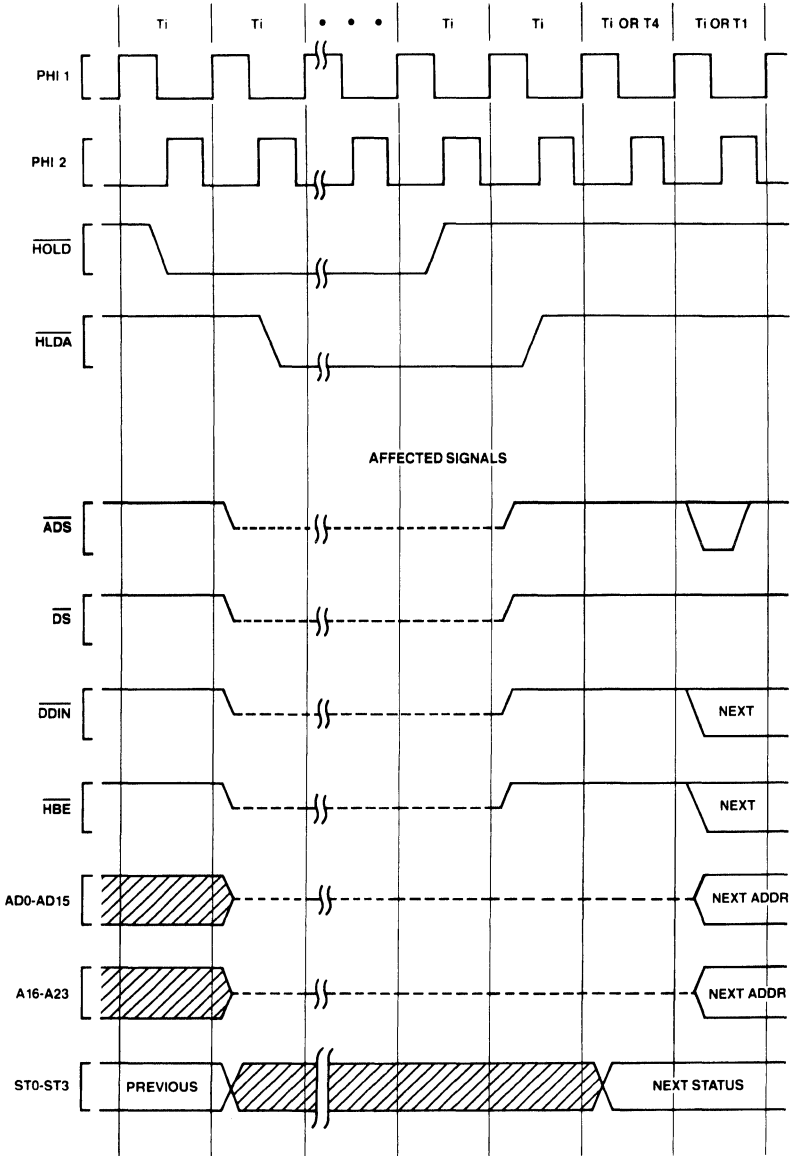 Ti Ti • • • Ti Ti Ti OR T4 Ti OR T1
PHI 1
PHI 2
HOLD
HLDA
AFFECTED SIGNALS
ADS
DS
DDIN NEXT
HBE NEXT
AD0-AD15 NEXT ADDR
A16-A23 NEXT ADDR
ST0-ST3 PREVIOUS NEXT STATUS